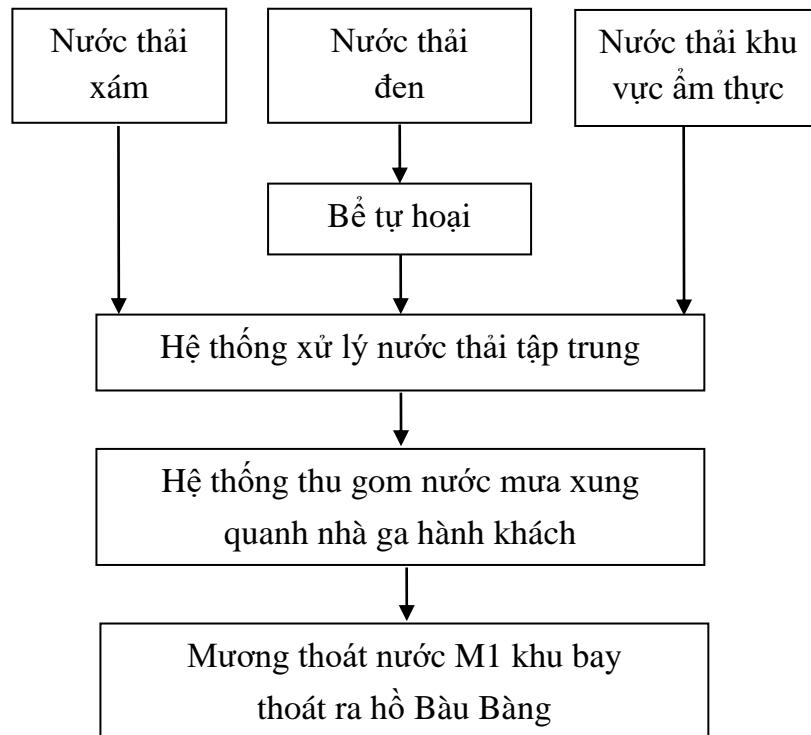 Nước thải
xám
Nước thải
đen
Nước thải khu
vực ẩm thực
Bể tự hoại
Hệ thống xử lý nước thải tập trung
Hệ thống thu gom nước mưa xung
quanh nhà ga hành khách
Mương thoát nước M1 khu bay
thoát ra hồ Bàu Bàng